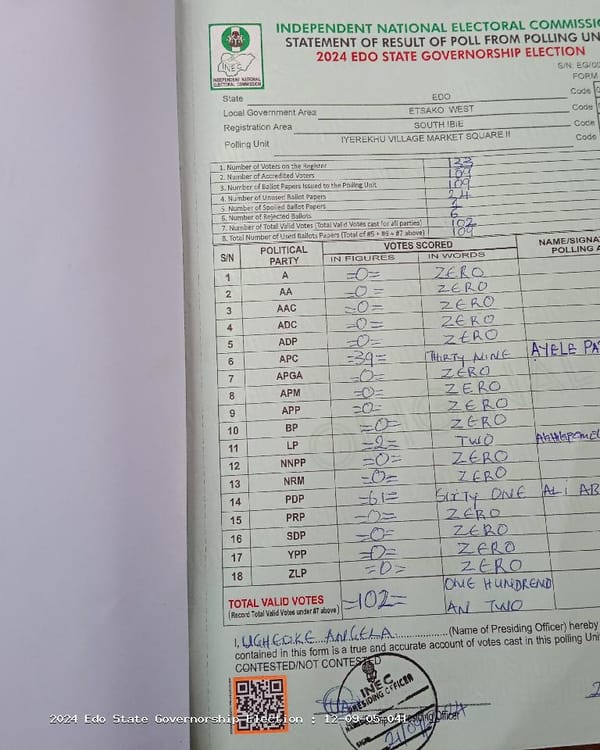 INDEPENDENT NATIONAL ELECTORAL COMMISSIO
STATEMENT OF RESULT OF POLL FROM POLLING UN
2024 EDO STATE GOVERNORSHIP ELECTION
INEC
INDEPENDENT NATIONAL
ELECTORAL COMMISSION
S/N: EG/
FORM
State EDO Code
Local Government Area ETSAKO WEST Code
Registration Area SOUTH IBIE Code
Polling Unit IYEREKHU VILLAGE MARKET SQUARE II Code
1. Number of Voters on the Register 133
2. Number of Accredited Voters 109
3. Number of Ballot Papers Issued to the Polling Unit
4. Number of Unused Ballot Papers 24
5. Number of Spoiled Ballot Papers 1
6. Number of Rejected Ballots 6
7. Number of Total Valid Votes (Total Valid Votes cast for all parties) 102
8. Total Number of Used Ballots Papers (Total of #5 + #6 + #7 above) 109
S/N POLITICAL PARTY VOTES SCORED NAME/SIGNA
IN FIGURES IN WORDS POLLING A
1 A =0= ZERO
2 AA =0= ZERO
3 AAC =0= ZERO
4 ADC =0= ZERO
5 ADP =0= ZERO
6 APC =39= THIRTY NINE AYELE PA
7 APGA =0= ZERO
8 APM =0= ZERO
9 APP =0= ZERO
10 BP =0= ZERO
11 LP =2= TWO
12 NNPP =0= ZERO
13 NRM =0= ZERO
14 PDP =61= SIXTY ONE ALI AB
15 PRP =0= ZERO
16 SDP =0= ZERO
17 YPP =0= ZERO
18 ZLP =0= ZERO
TOTAL VALID VOTES =102= ONE HUNDREND
(Record Total Valid Votes under #7 above) AN TWO
I, UGHEOKE ANGELA (Name of Presiding Officer) hereby
contained in this form is a true and accurate account of votes cast in this polling Uni
CONTESTED/NOT CONTESTED
INEC
PRESIDING OFFICER
2024 Edo State Governorship Election : 12-09-05-041